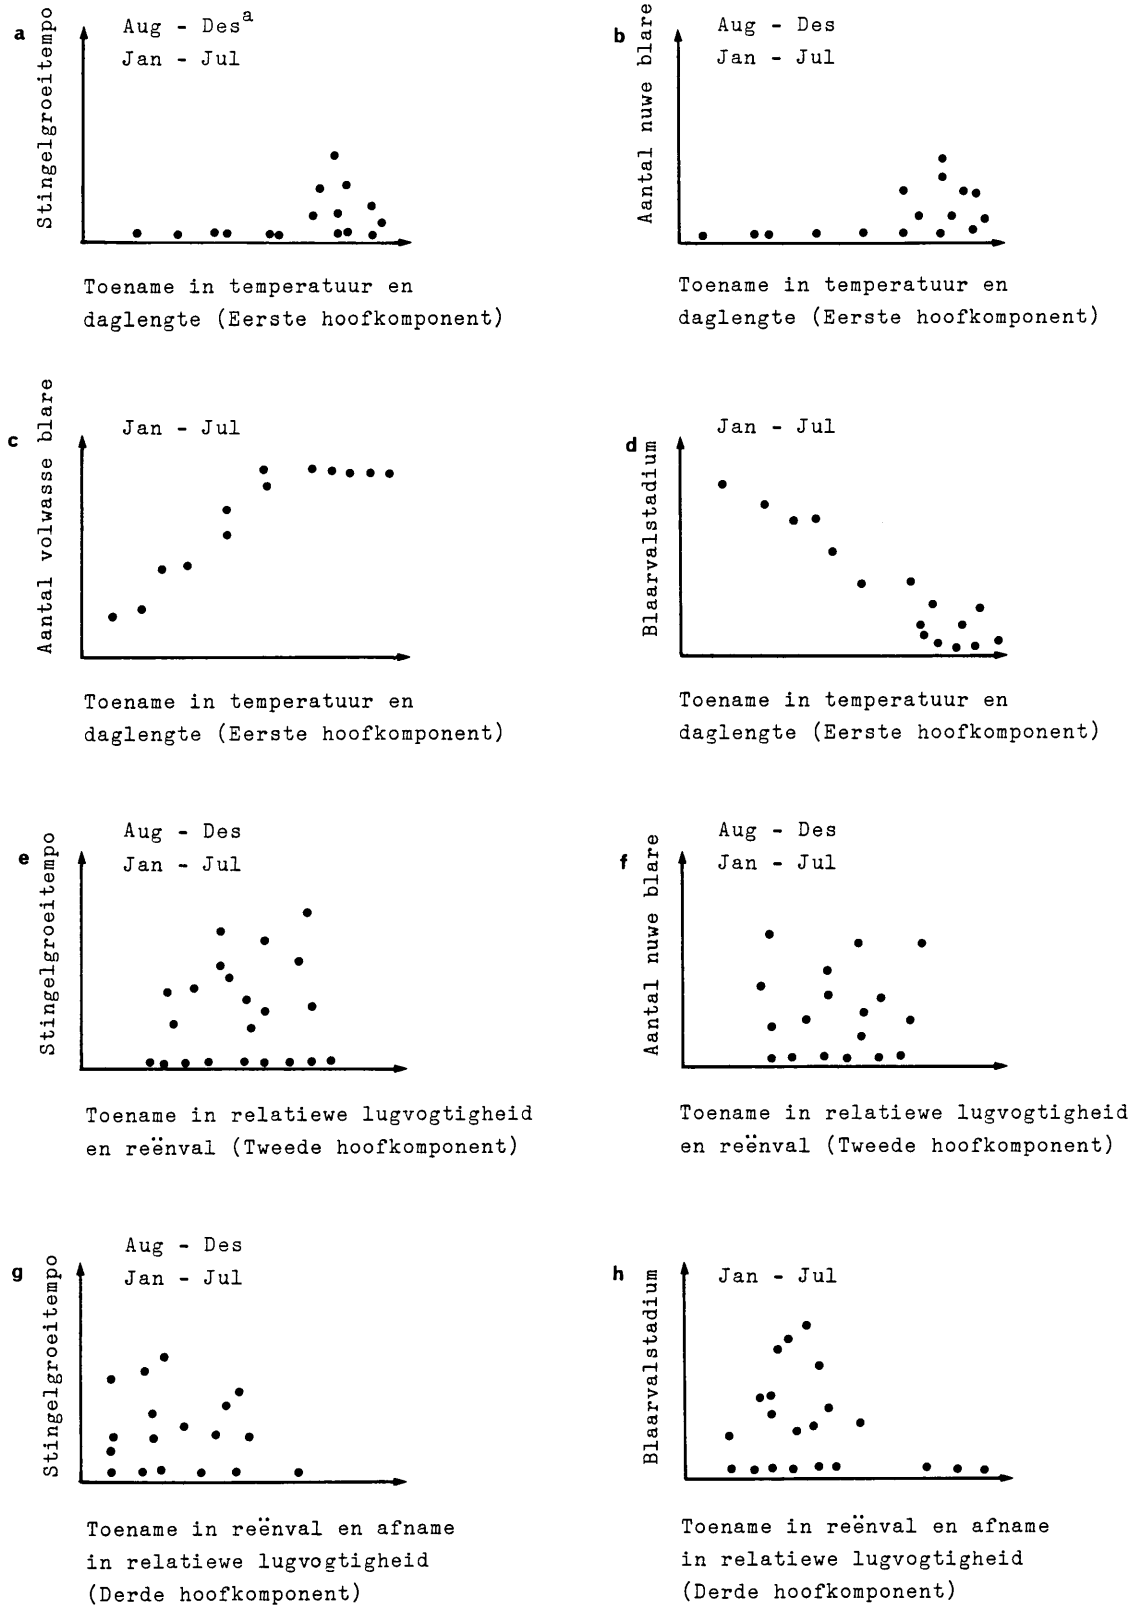 a
Aug - Desᵃ
Jan - Jul
Stingelgroeitempo
Toename in temperatuur en
daglengte (Eerste hoofkomponent)
b
Aug - Des
Jan - Jul
Aantal nuwe blare
Toename in temperatuur en
daglengte (Eerste hoofkomponent)
c
Jan - Jul
Aantal volwasse blare
Toename in temperatuur en
daglengte (Eerste hoofkomponent)
d
Jan - Jul
Blaarvalstadium
Toename in temperatuur en
daglengte (Eerste hoofkomponent)
e
Aug - Des
Jan - Jul
Stingelgroeitempo
Toename in relatiewe lugvogtigheid
en reënval (Tweede hoofkomponent)
f
Aug - Des
Jan - Jul
Aantal nuwe blare
Toename in relatiewe lugvogtigheid
en reënval (Tweede hoofkomponent)
g
Aug - Des
Jan - Jul
Stingelgroeitempo
Toename in reënval en afname
in relatiewe lugvogtigheid
(Derde hoofkomponent)
h
Jan - Jul
Blaarvalstadium
Toename in reënval en afname
in relatiewe lugvogtigheid
(Derde hoofkomponent)